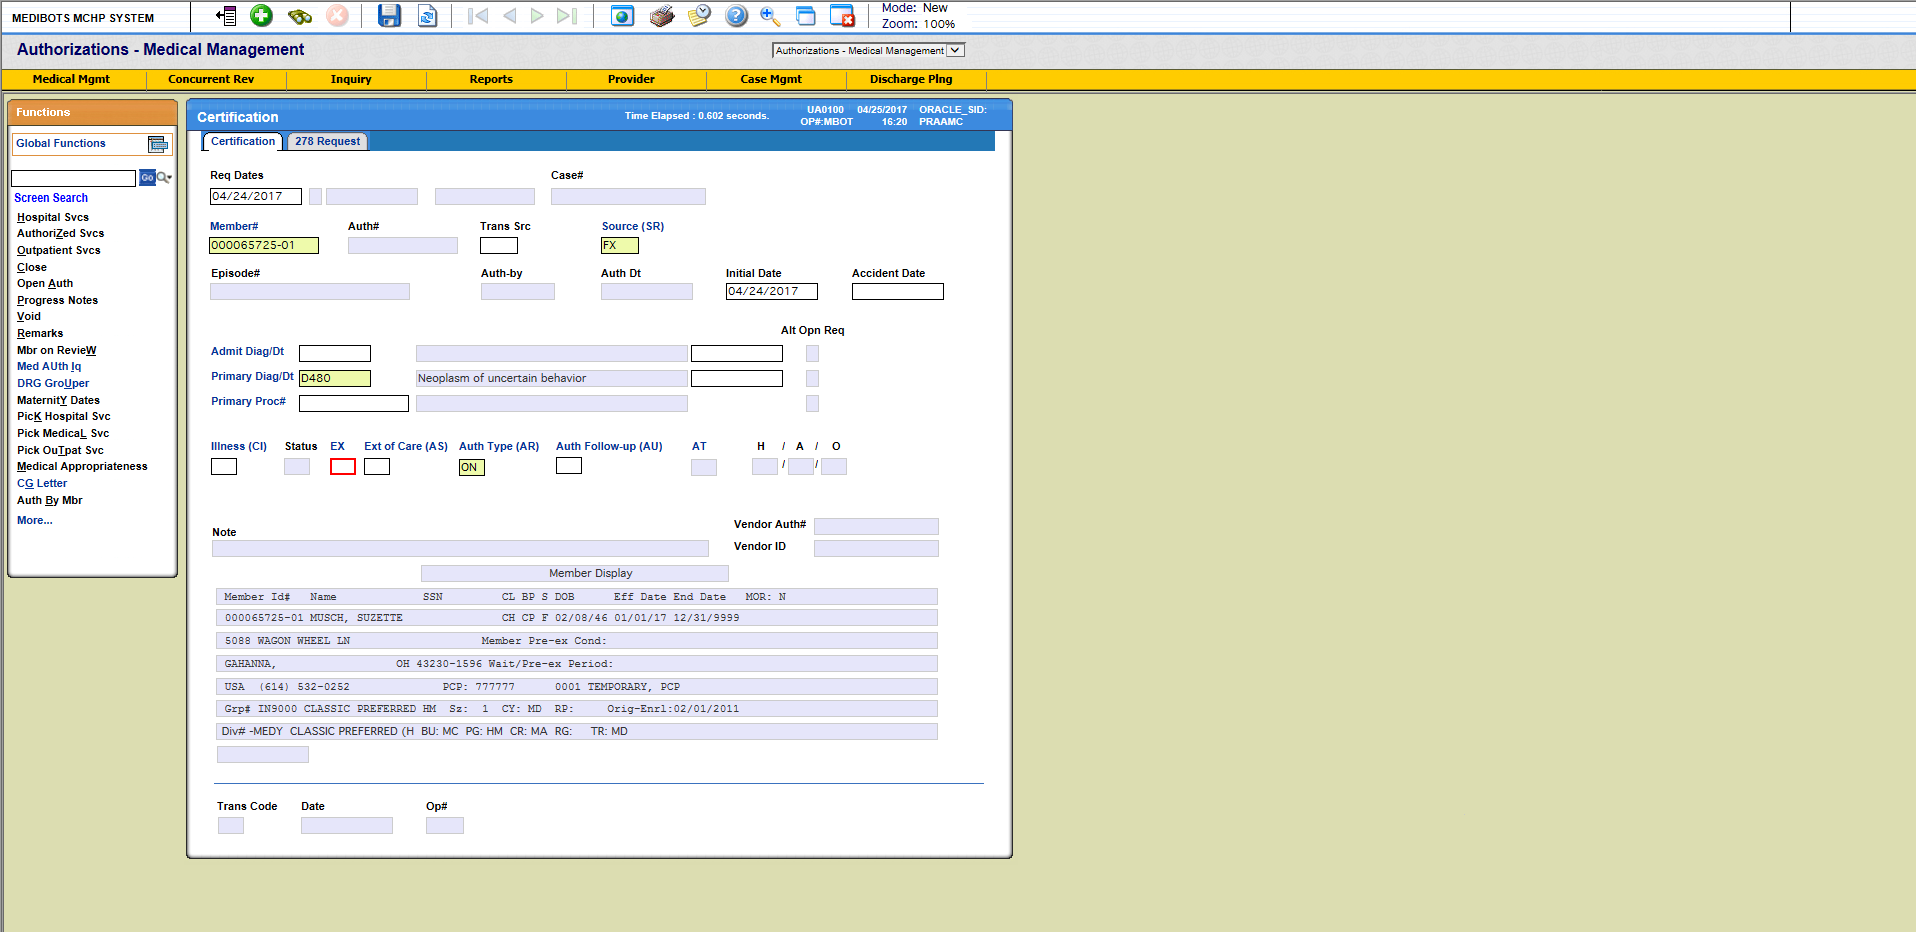 MEDIBOTS MCHP SYSTEM
Mode: New
Zoom: 100%
Authorizations - Medical Management
Authorizations - Medical Management
Medical Mgmt Concurrent Rev Inquiry Reports Provider Case Mgmt Discharge Plng
Functions
Global Functions
Go
Screen Search
Hospital Svcs
AuthoriZed Svcs
Outpatient Svcs
Close
Open Auth
Progress Notes
Void
Remarks
Mbr on RevieW
Med AUth Iq
DRG GroUper
MaternitY Dates
PicK Hospital Svc
Pick MedicaL Svc
Pick OuTpat Svc
Medical Appropriateness
CG Letter
Auth By Mbr
More...
Certification
Time Elapsed : 0.602 seconds.
UA0100 04/25/2017 ORACLE_SID:
OP#:MBOT 16:20 PRAAMC
Certification 278 Request
Req Dates Case#
04/24/2017
Member# Auth# Trans Src Source (SR)
000065725-01 FX
Episode# Auth-by Auth Dt Initial Date Accident Date
04/24/2017
Alt Opn Req
Admit Diag/Dt
Primary Diag/Dt D480 Neoplasm of uncertain behavior
Primary Proc#
Illness (CI) Status EX Ext of Care (AS) Auth Type (AR) Auth Follow-up (AU) AT H / A / O
ON / /
Note
Vendor Auth#
Vendor ID
Member Display
Member Id# Name SSN CL BP S DOB Eff Date End Date MOR: N
000065725-01 MUSCH, SUZETTE CH CP F 02/08/46 01/01/17 12/31/9999
5088 WAGON WHEEL LN Member Pre-ex Cond:
GAHANNA, OH 43230-1596 Wait/Pre-ex Period:
USA (614) 532-0252 PCP: 777777 0001 TEMPORARY, PCP
Grp# IN9000 CLASSIC PREFERRED HM Sz: 1 CY: MD RP: Orig-Enrl:02/01/2011
Div# -MEDY CLASSIC PREFERRED (H BU: MC PG: HM CR: MA RG: TR: MD
Trans Code Date Op#